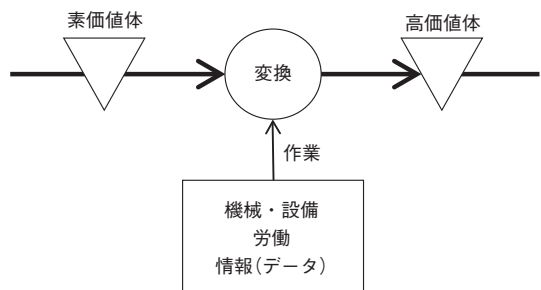 素価値体
高価値体
変換
作業
機械・設備
労働
情報(データ)